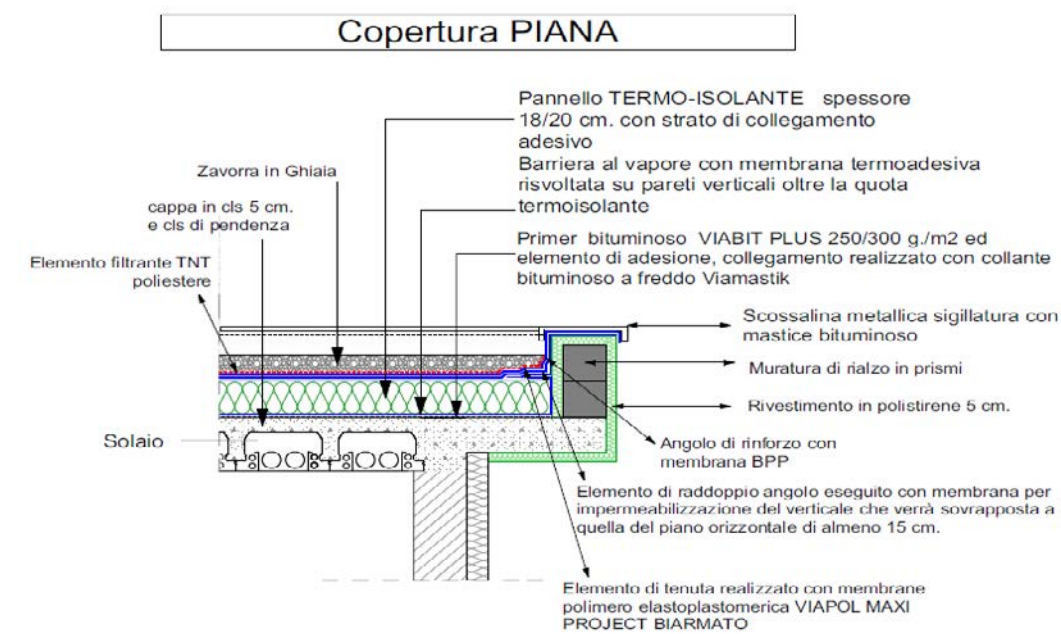 Copertura PIANA
Pannello TERMO-ISOLANTE spessore
18/20 cm. con strato di collegamento
adesivo
Barriera al vapore con membrana termoadesiva
risvoltata su pareti verticali oltre la quota
termoisolante
Primer bituminoso VIABIT PLUS 250/300 g./m2 ed
elemento di adesione, collegamento realizzato con collante
bituminoso a freddo Viamastik
Zavorra in Ghiaia
cappa in cls 5 cm.
e cls di pendenza
Elemento filtrante TNT
poliestere
Solaio
Scossalina metallica sigillatura con
mastice bituminoso
Muratura di rialzo in prismi
Rivestimento in polistirene 5 cm.
Angolo di rinforzo con
membrana BPP
Elemento di raddoppio angolo eseguito con membrana per
impermeabilizzazione del verticale che verrà sovrapposta a
quella del piano orizzontale di almeno 15 cm.
Elemento di tenuta realizzato con membrane
polimero elastoplastomerica VIAPOL MAXI
PROJECT BIARMATO